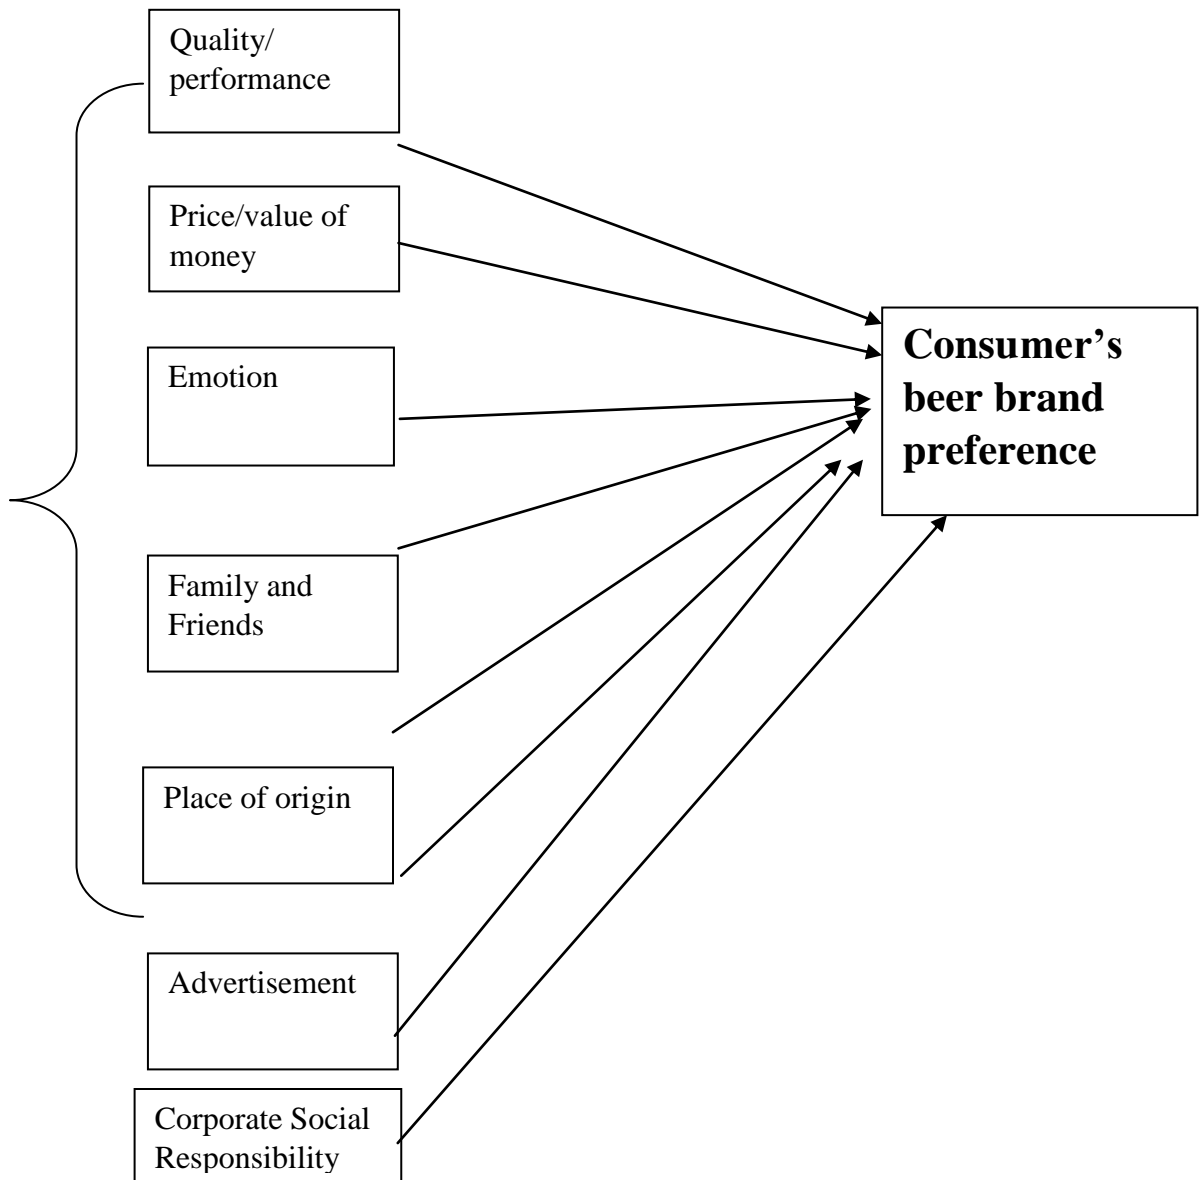 Quality/
performance
Price/value of
money
Emotion
Family and
Friends
Place of origin
Advertisement
Corporate Social
Responsibility
Consumer’s
beer brand
preference